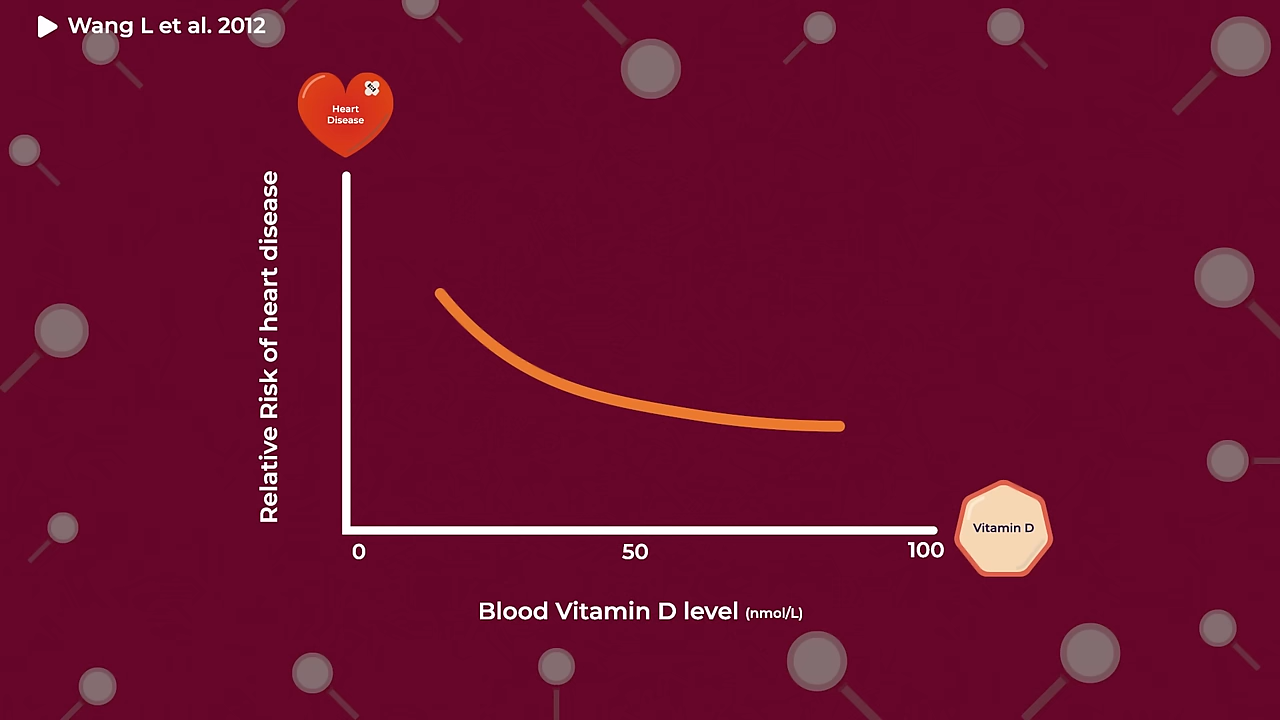 Wang L et al. 2012
Heart
Disease
Relative Risk of heart disease
0
50
100
Vitamin D
Blood Vitamin D level (nmol/L)